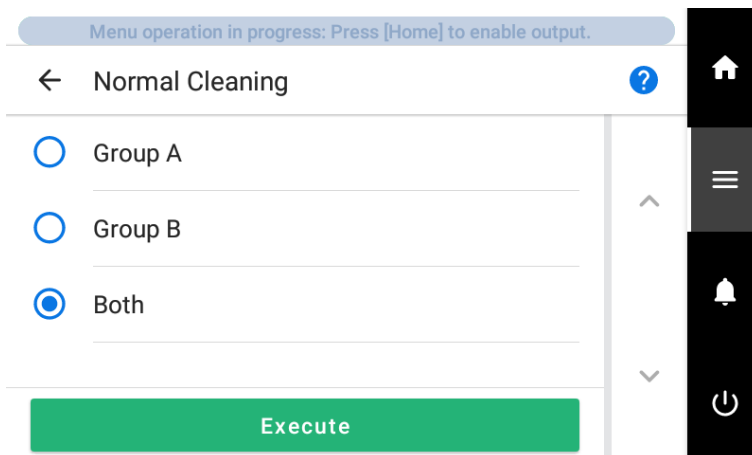 Menu operation in progress: Press [Home] to enable output.
Normal Cleaning
?
Group A
Group B
Both
Execute